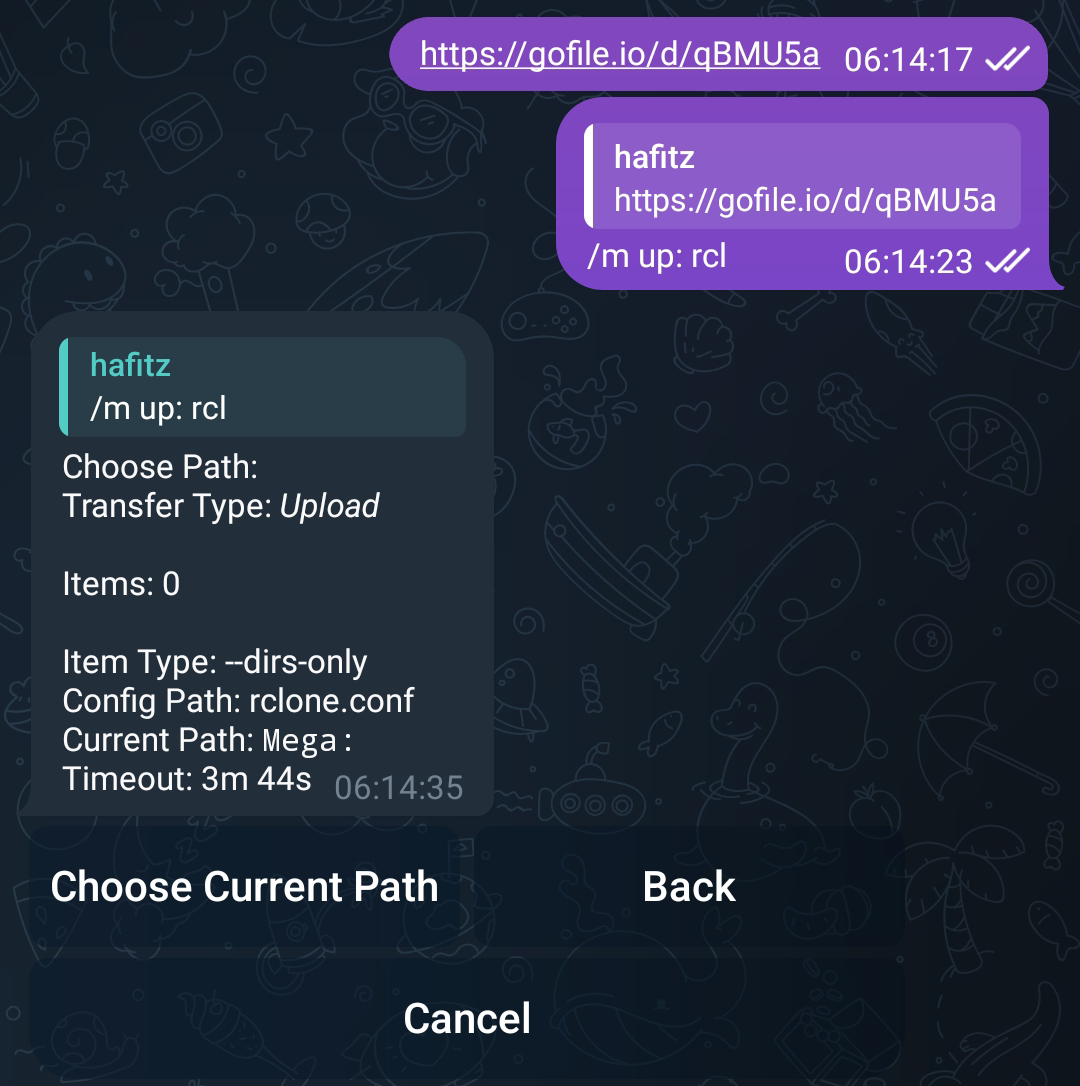 https://gofile.io/d/qBMU5a 06:14:17
hafitz
https://gofile.io/d/qBMU5a
/m up: rcl 06:14:23
hafitz
/m up: rcl
Choose Path:
Transfer Type: Upload
Items: 0
Item Type: --dirs-only
Config Path: rclone.conf
Current Path: Mega:
Timeout: 3m 44s 06:14:35
Choose Current Path Back
Cancel